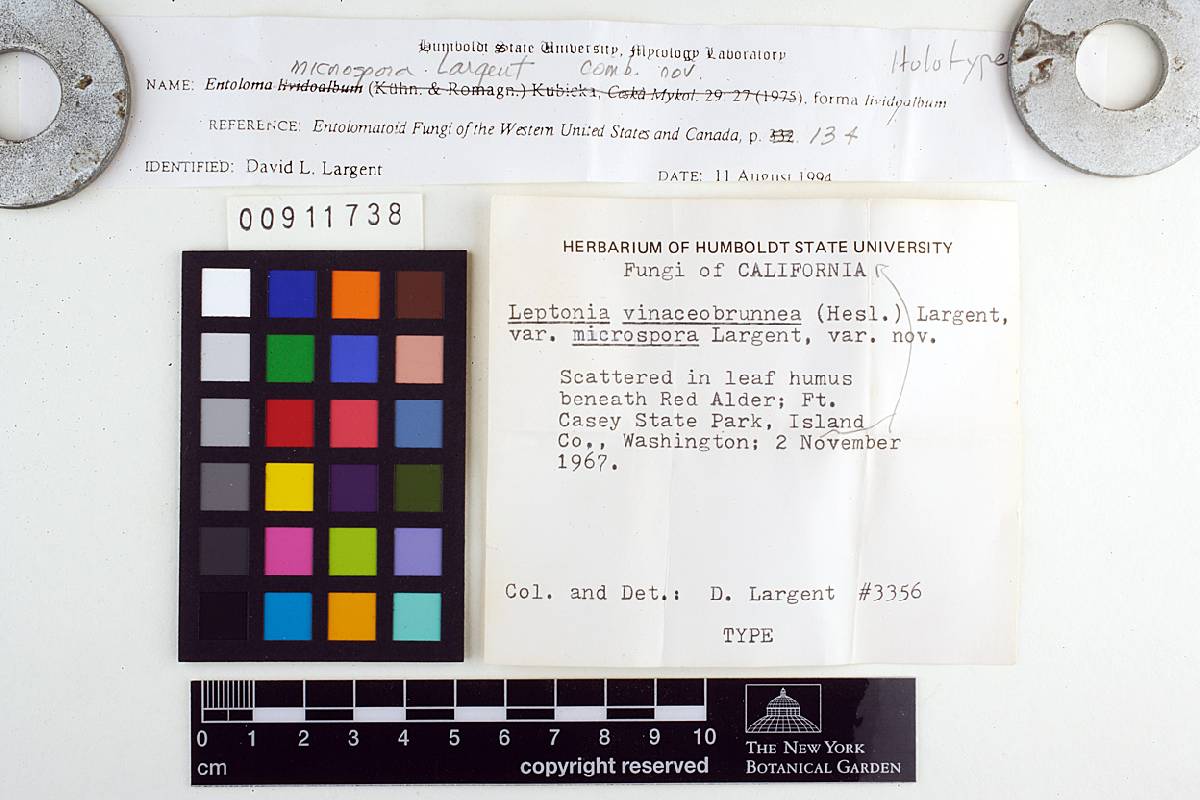 Humboldt State University, Mycology Laboratory
microspora Largent comb. nov. Holotype
NAME: Entoloma lividoalbum (Kühn. & Romagn.) Kubicka, Ceská Mykol. 29: 27 (1975), forma lividoalbum
REFERENCE: Entolomatoid Fungi of the Western United States and Canada, p. 332. 134
IDENTIFIED: David L. Largent
DATE: 11 August 1994
00911738
HERBARIUM OF HUMBOLDT STATE UNIVERSITY
Fungi of CALIFORNIA
Leptonia vinaceobrunnea (Hesl.) Largent,
var. microspora Largent, var. nov.
Scattered in leaf humus
beneath Red Alder; Ft.
Casey State Park, Island
Co., Washington; 2 November
1967.
Col. and Det.: D. Largent #3356
TYPE
0 1 2 3 4 5 6 7 8 9 10
cm
copyright reserved
THE NEW YORK
BOTANICAL GARDEN